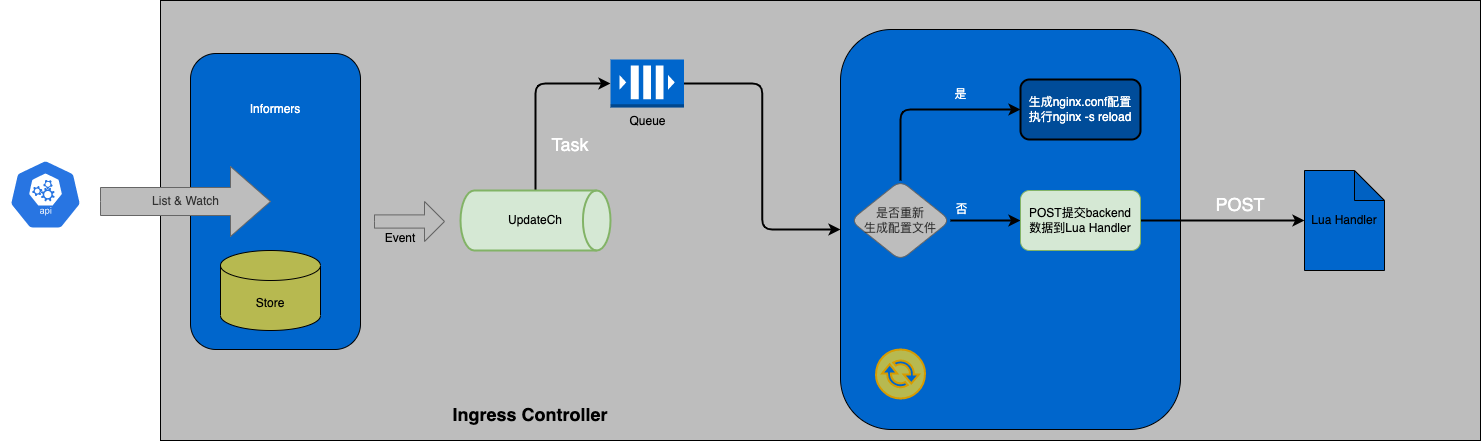 api
List & Watch
Informers
Store
Event
UpdateCh
Task
Queue
是否重新
生成配置文件
是
生成nginx.conf配置
执行nginx -s reload
否
POST提交backend
数据到Lua Handler
POST
Lua Handler
Ingress Controller